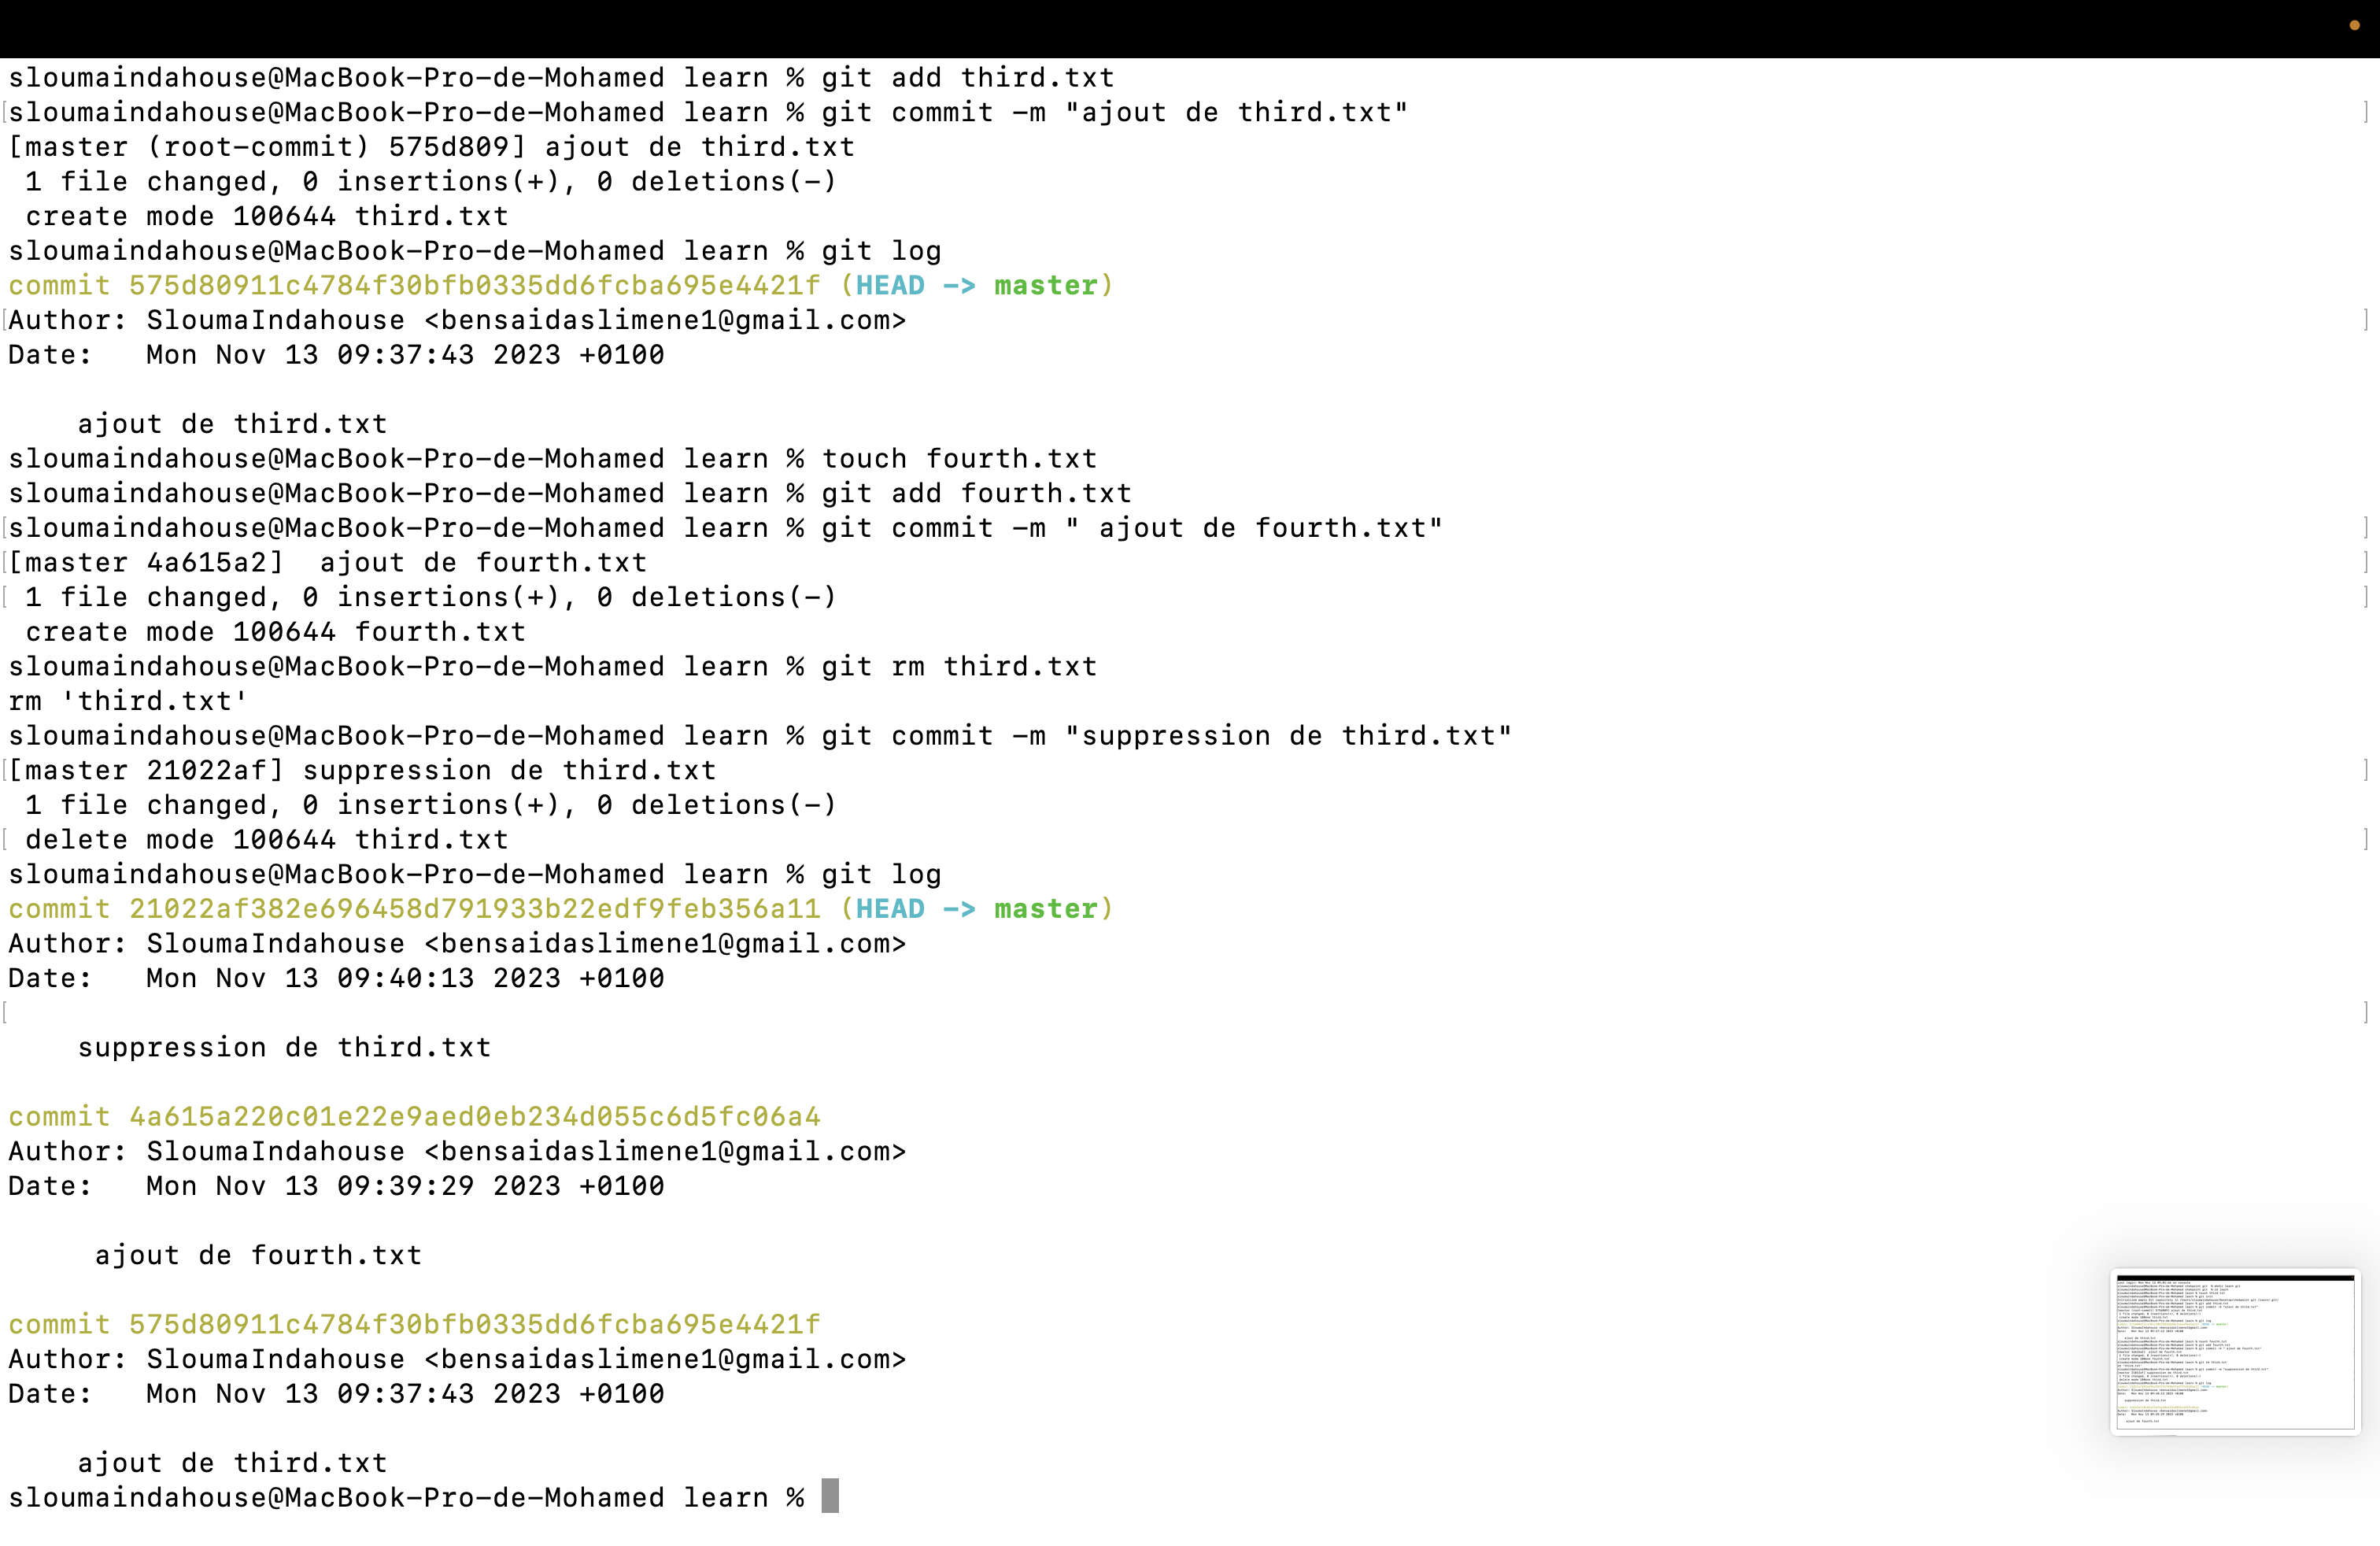 sloumaindahouse@MacBook-Pro-de-Mohamed learn % git add third.txt
sloumaindahouse@MacBook-Pro-de-Mohamed learn % git commit -m "ajout de third.txt"
[master (root-commit) 575d809] ajout de third.txt
 1 file changed, 0 insertions(+), 0 deletions(-)
 create mode 100644 third.txt
sloumaindahouse@MacBook-Pro-de-Mohamed learn % git log
commit 575d80911c4784f30bfb0335dd6fcba695e4421f (HEAD -> master)
Author: SloumaIndahouse <bensaidaslimene1@gmail.com>
Date:   Mon Nov 13 09:37:43 2023 +0100

    ajout de third.txt
sloumaindahouse@MacBook-Pro-de-Mohamed learn % touch fourth.txt
sloumaindahouse@MacBook-Pro-de-Mohamed learn % git add fourth.txt
sloumaindahouse@MacBook-Pro-de-Mohamed learn % git commit -m " ajout de fourth.txt"
[master 4a615a2]  ajout de fourth.txt
 1 file changed, 0 insertions(+), 0 deletions(-)
 create mode 100644 fourth.txt
sloumaindahouse@MacBook-Pro-de-Mohamed learn % git rm third.txt
rm 'third.txt'
sloumaindahouse@MacBook-Pro-de-Mohamed learn % git commit -m "suppression de third.txt"
[master 21022af] suppression de third.txt
 1 file changed, 0 insertions(+), 0 deletions(-)
 delete mode 100644 third.txt
sloumaindahouse@MacBook-Pro-de-Mohamed learn % git log
commit 21022af382e696458d791933b22edf9feb356a11 (HEAD -> master)
Author: SloumaIndahouse <bensaidaslimene1@gmail.com>
Date:   Mon Nov 13 09:40:13 2023 +0100

    suppression de third.txt

commit 4a615a220c01e22e9aed0eb234d055c6d5fc06a4
Author: SloumaIndahouse <bensaidaslimene1@gmail.com>
Date:   Mon Nov 13 09:39:29 2023 +0100

     ajout de fourth.txt

commit 575d80911c4784f30bfb0335dd6fcba695e4421f
Author: SloumaIndahouse <bensaidaslimene1@gmail.com>
Date:   Mon Nov 13 09:37:43 2023 +0100

    ajout de third.txt
sloumaindahouse@MacBook-Pro-de-Mohamed learn %